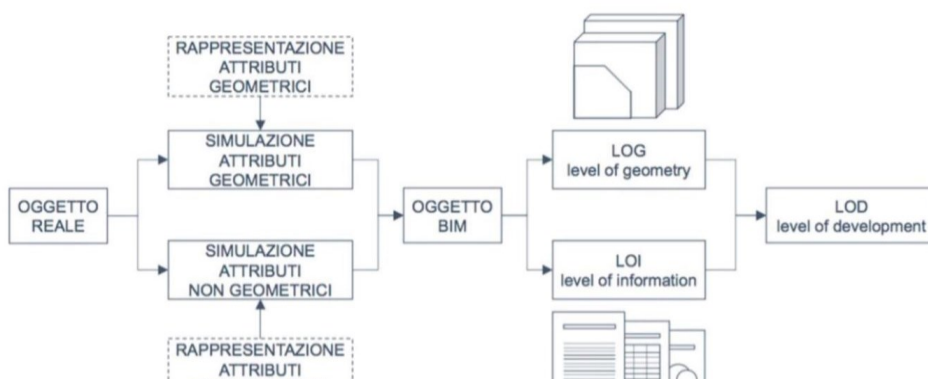 RAPPRESENTAZIONE
ATTRIBUTI
GEOMETRICI
SIMULAZIONE
ATTRIBUTI
GEOMETRICI
OGGETTO
REALE
SIMULAZIONE
ATTRIBUTI
NON GEOMETRICI
RAPPRESENTAZIONE
ATTRIBUTI
OGGETTO
BIM
LOG
level of geometry
LOI
level of information
LOD
level of development